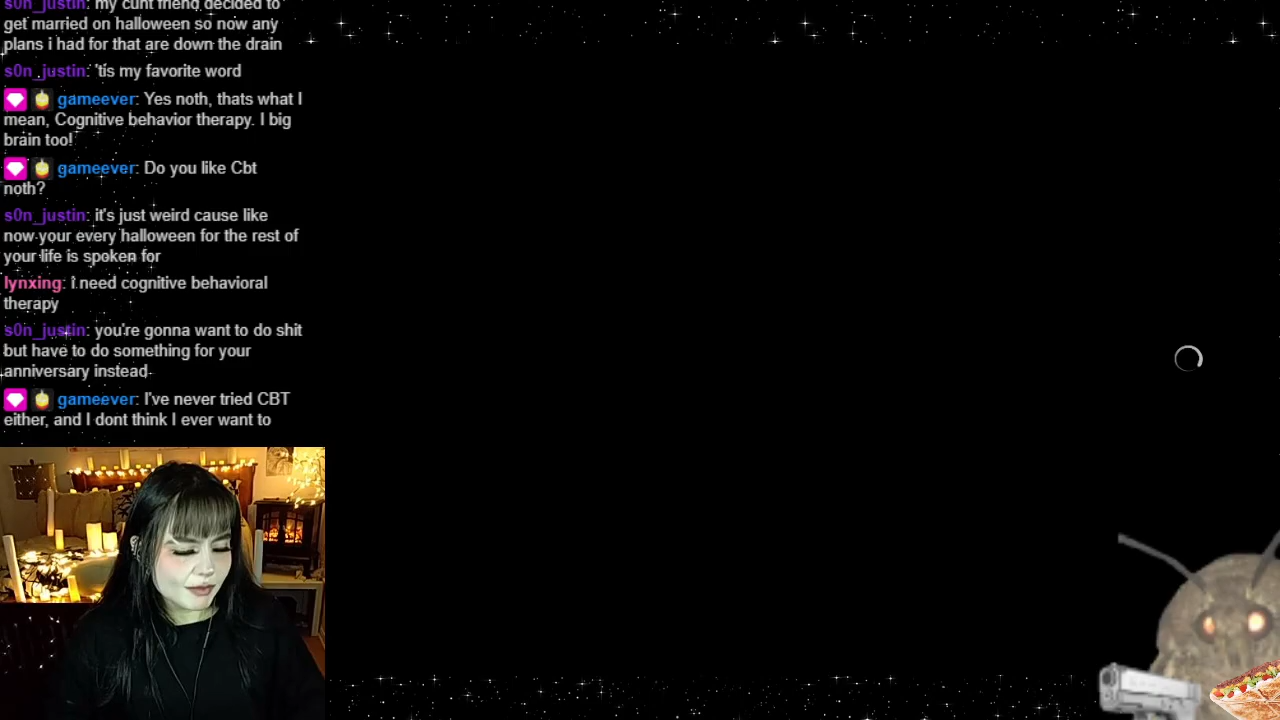 s0n_justin: my cunt friend decided to
get married on halloween so now any
plans i had for that are down the drain
s0n_justin: 'tis my favorite word
gameever: Yes noth, thats what I
mean, Cognitive behavior therapy. I big
brain too!
gameever: Do you like Cbt
noth?
s0n_justin: it's just weird cause like
now your every halloween for the rest of
your life is spoken for
lynxing: I need cognitive behavioral
therapy
s0n_justin: you're gonna want to do shit
but have to do something for your
anniversary instead
gameever: I've never tried CBT
either, and I dont think I ever want to